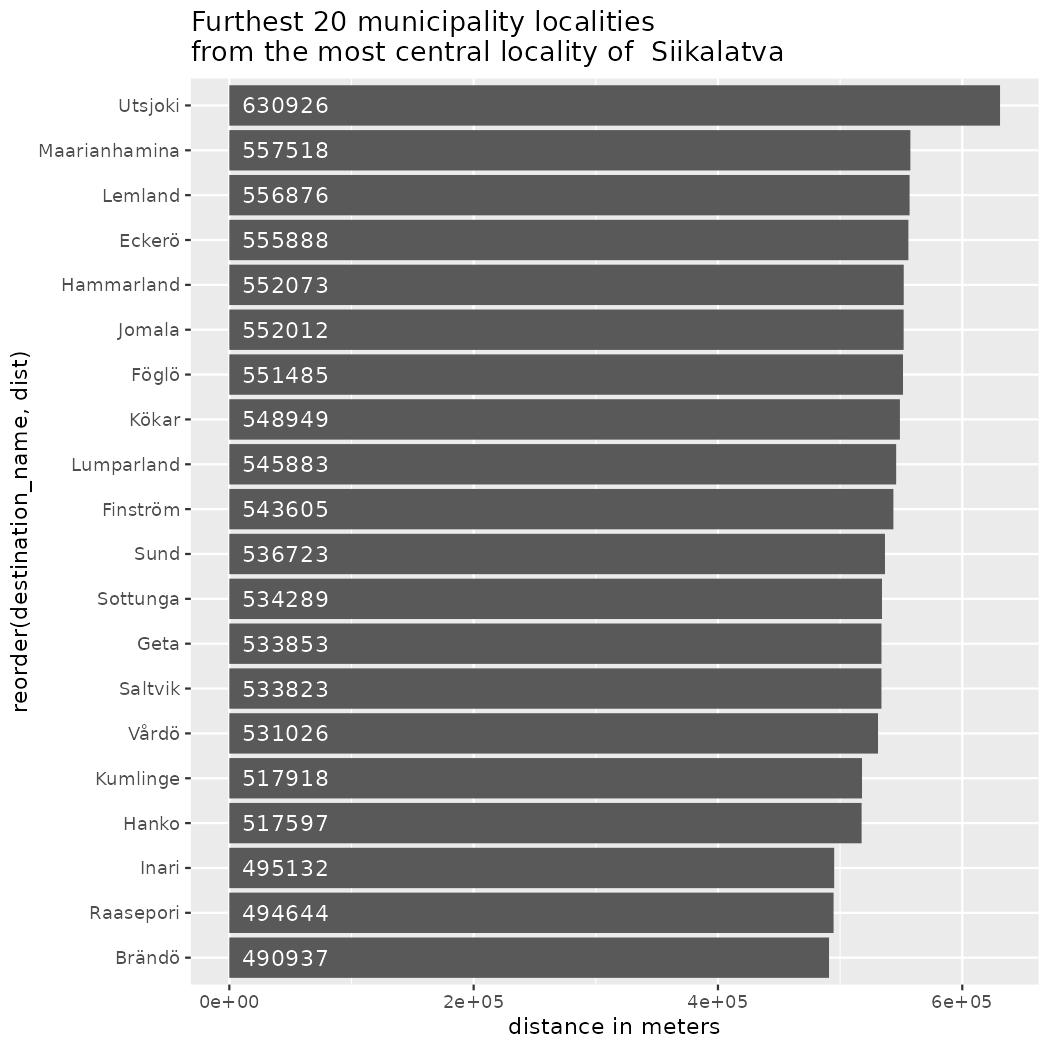 Furthest 20 municipality localities
from the most central locality of  Siikalatva
reorder(destination_name, dist)
Utsjoki 630926
Maarianhamina 557518
Lemland 556876
Eckerö 555888
Hammarland 552073
Jomala 552012
Föglö 551485
Kökar 548949
Lumparland 545883
Finström 543605
Sund 536723
Sottunga 534289
Geta 533853
Saltvik 533823
Vårdö 531026
Kumlinge 517918
Hanko 517597
Inari 495132
Raasepori 494644
Brändö 490937
0e+00 2e+05 4e+05 6e+05
distance in meters